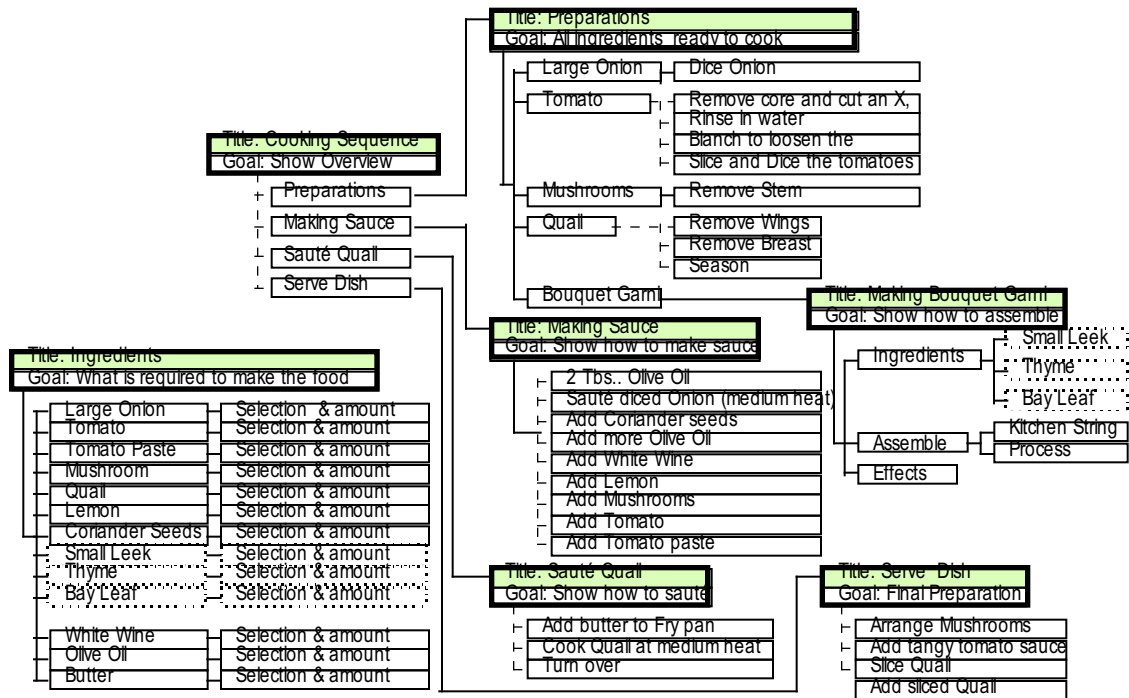 Title: Preparations
Goal: All ingredients ready to cook
Large Onion
Dice Onion
Tomato
Remove core and cut an X,
Rinse in water
Blanch to loosen the
Slice and Dice the tomatoes
Mushrooms
Remove Stem
Quail
Remove Wings
Remove Breast
Season
Bouquet Garni
Title: Cooking Sequence
Goal: Show Overview
Preparations
Making Sauce
Sauté Quail
Serve Dish
Title: Making Bouquet Garni
Goal: Show how to assemble
Ingredients
Small Leek
Thyme
Bay Leaf
Assemble
Kitchen String
Process
Effects
Title: Making Sauce
Goal: Show how to make sauce
2 Tbs.. Olive Oil
Sauté diced Onion (medium heat)
Add Coriander seeds
Add more Olive Oil
Add White Wine
Add Lemon
Add Mushrooms
Add Tomato
Add Tomato paste
Title: Ingredients
Goal: What is required to make the food
Large Onion Selection & amount
Tomato Selection & amount
Tomato Paste Selection & amount
Mushroom Selection & amount
Quail Selection & amount
Lemon Selection & amount
Coriander Seeds Selection & amount
Small Leek Selection & amount
Thyme Selection & amount
Bay Leaf Selection & amount
White Wine Selection & amount
Olive Oil Selection & amount
Butter Selection & amount
Title: Sauté Quail
Goal: Show how to sauté
Add butter to Fry pan
Cook Quail at medium heat
Turn over
Title: Serve Dish
Goal: Final Preparation
Arrange Mushrooms
Add tangy tomato sauce
Slice Quail
Add sliced Quail